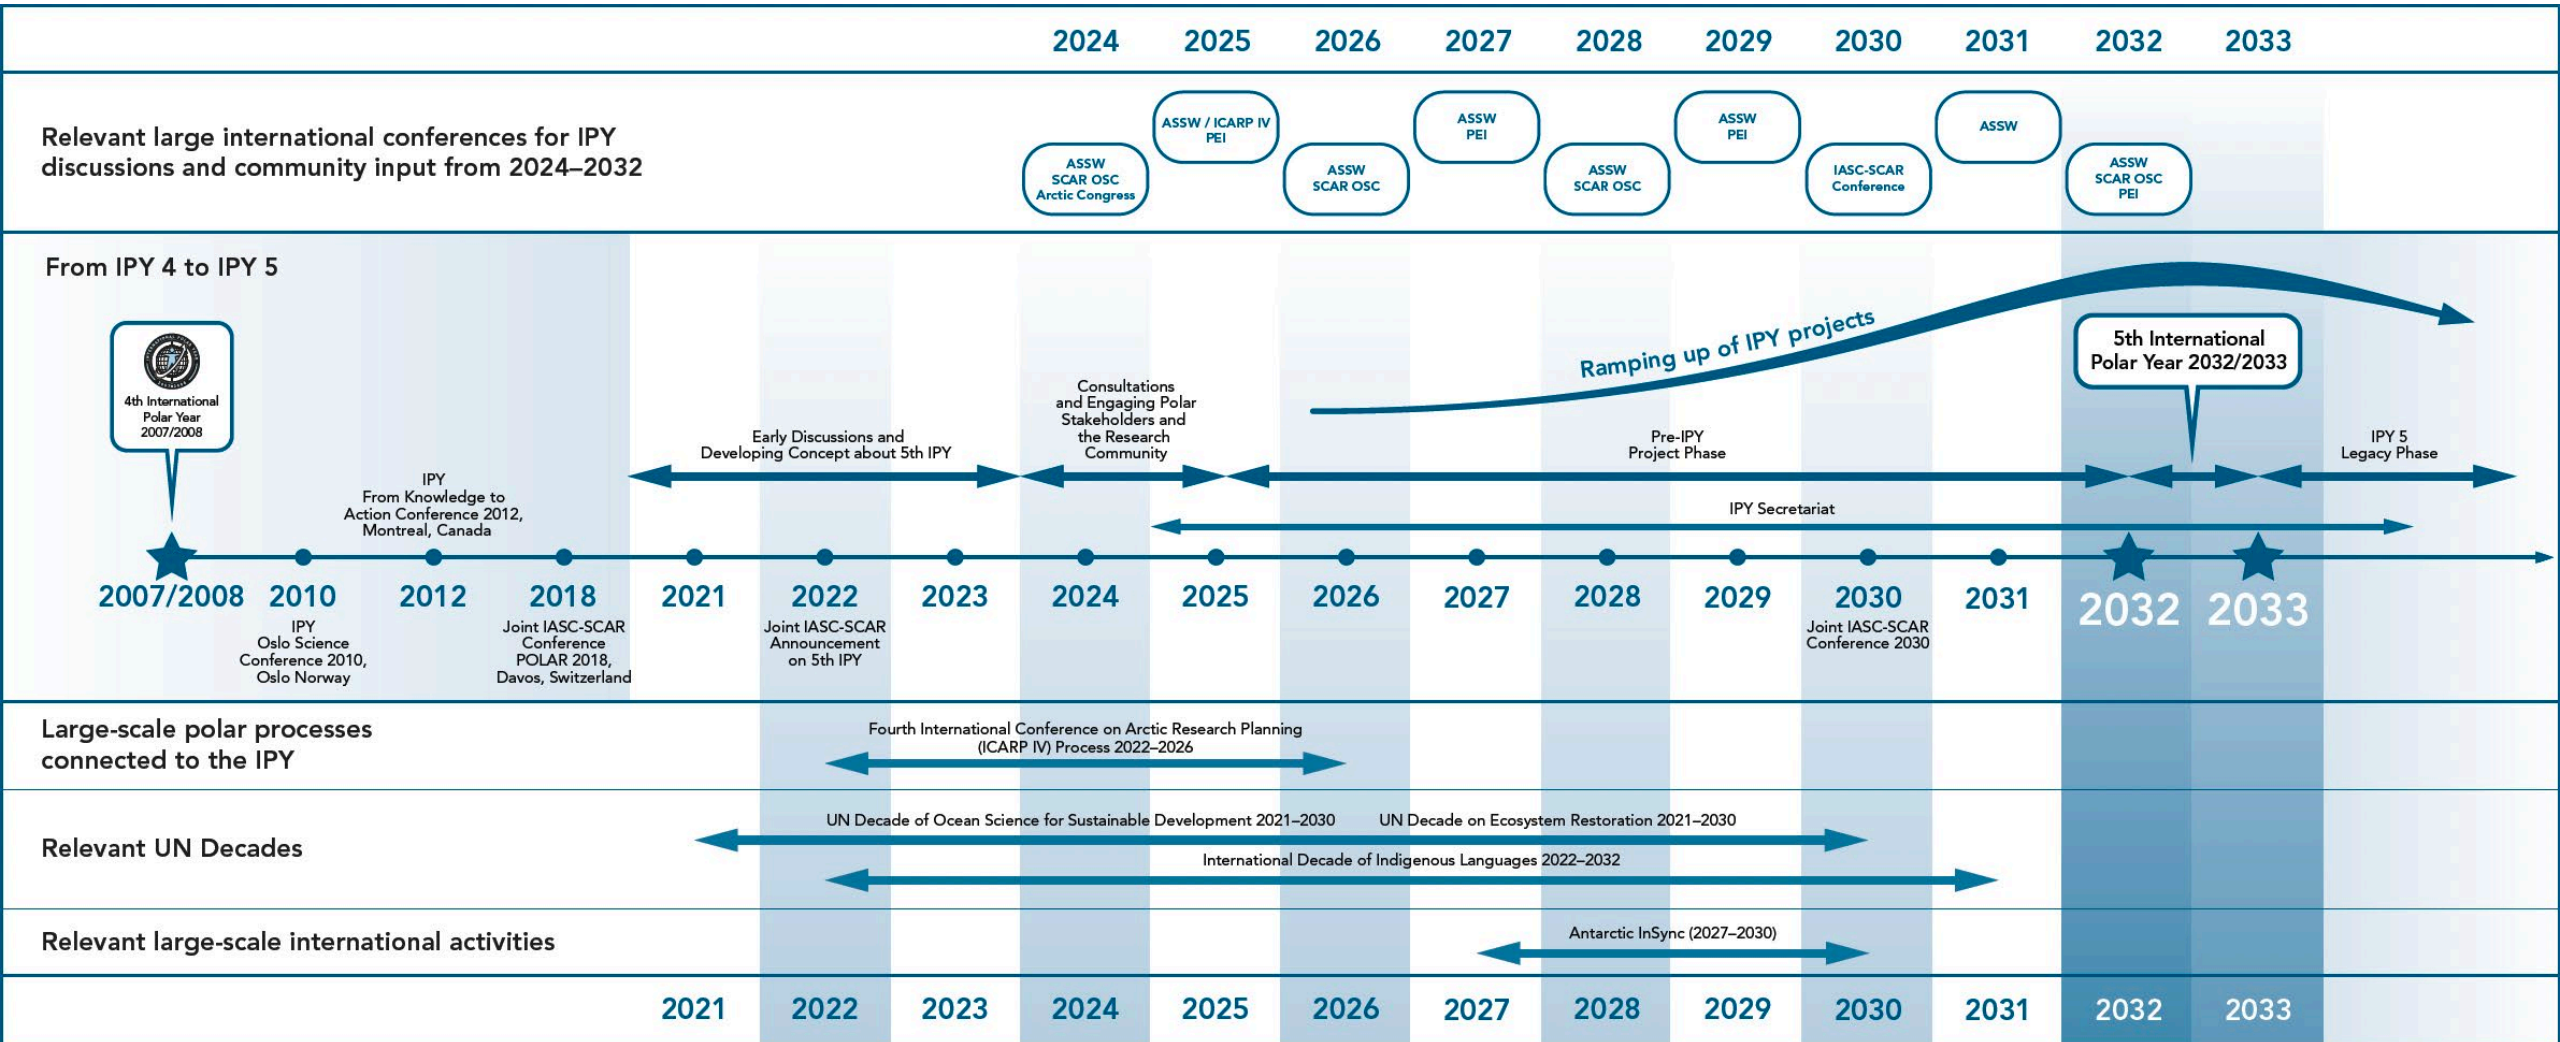 2024 2025 2026 2027 2028 2029 2030 2031 2032 2033
Relevant large international conferences for IPY
discussions and community input from 2024–2032
ASSW
SCAR OSC
Arctic Congress
ASSW / ICARP IV
PEI
ASSW
SCAR OSC
ASSW
PEI
ASSW
SCAR OSC
ASSW
PEI
IASC-SCAR
Conference
ASSW
ASSW
SCAR OSC
PEI
From IPY 4 to IPY 5
4th International
Polar Year
2007/2008
IPY
From Knowledge to
Action Conference 2012,
Montreal, Canada
Early Discussions and
Developing Concept about 5th IPY
Consultations
and Engaging Polar
Stakeholders and
the Research
Community
Ramping up of IPY projects
Pre-IPY
Project Phase
5th International
Polar Year 2032/2033
IPY 5
Legacy Phase
IPY Secretariat
2007/2008 2010 2012 2018 2021 2022 2023 2024 2025 2026 2027 2028 2029 2030 2031 2032 2033
IPY
Oslo Science
Conference 2010,
Oslo Norway
Joint IASC-SCAR
Conference
POLAR 2018,
Davos, Switzerland
Joint IASC-SCAR
Announcement
on 5th IPY
Joint IASC-SCAR
Conference 2030
Large-scale polar processes
connected to the IPY
Fourth International Conference on Arctic Research Planning
(ICARP IV) Process 2022–2026
Relevant UN Decades
UN Decade of Ocean Science for Sustainable Development 2021–2030 UN Decade on Ecosystem Restoration 2021–2030
International Decade of Indigenous Languages 2022–2032
Relevant large-scale international activities
Antarctic InSync (2027–2030)
2021 2022 2023 2024 2025 2026 2027 2028 2029 2030 2031 2032 2033